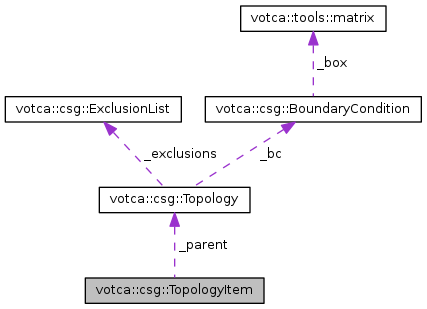 votca::tools::matrix
_box
votca::csg::ExclusionList
votca::csg::BoundaryCondition
_exclusions
_bc
votca::csg::Topology
_parent
votca::csg::TopologyItem